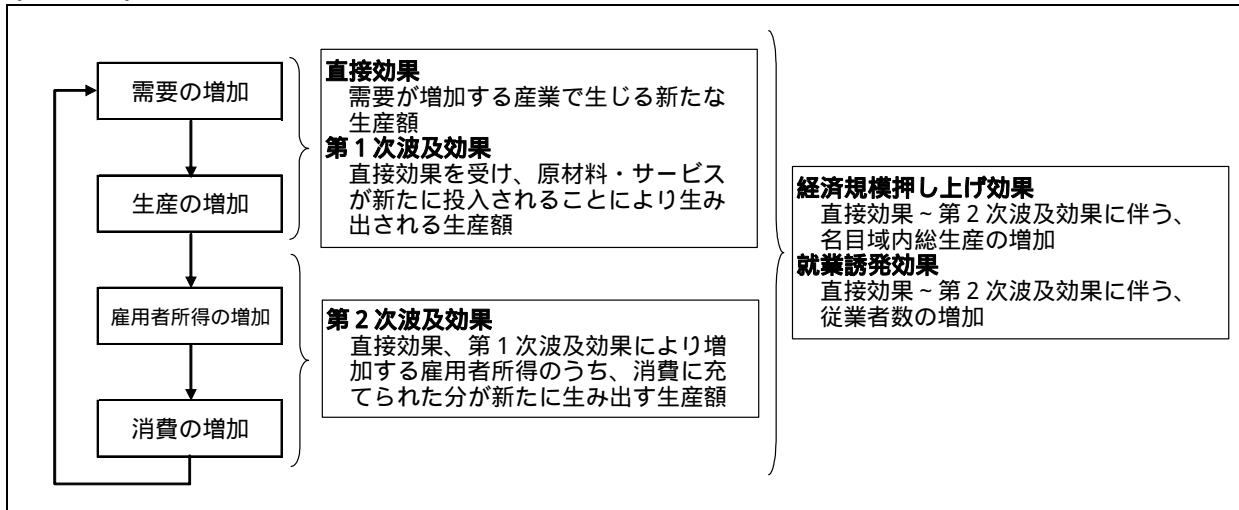 需要の増加
生産の増加
雇用者所得の増加
消費の増加
直接効果
需要が増加する産業で生じる新たな
生産額
第1次波及効果
直接効果を受け、原材料・サービス
が新たに投入されることにより生み
出される生産額
第2次波及効果
直接効果、第1次波及効果により増
加する雇用者所得のうち、消費に充
てられた分が新たに生み出す生産額
経済規模押し上げ効果
直接効果~第2次波及効果に伴う、
名目域内総生産の増加
就業誘発効果
直接効果~第2次波及効果に伴う、
従業者数の増加